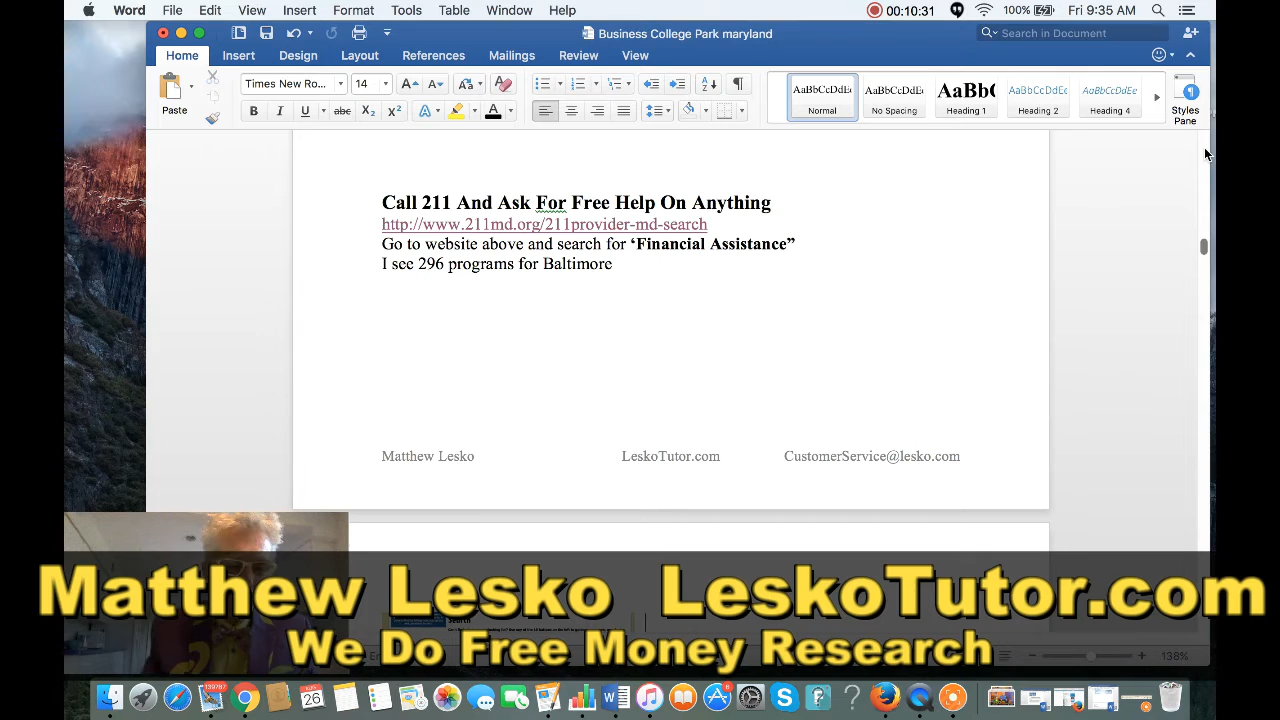 Word File Edit View Insert Format Tools Table Window Help 00:10:31 100% Fri 9:35 AM
Business College Park maryland Search in Document
Home Insert Design Layout References Mailings Review View
Times New Ro... 14
Paste
AaBbCcDdEe AaBbCcDdEe AaBbC AaBbCcDdEe AaBbCcDdEe
Normal No Spacing Heading 1 Heading 2 Heading 4 Styles Pane
Call 211 And Ask For Free Help On Anything
http://www.211md.org/211provider-md-search
Go to website above and search for ‘Financial Assistance”
I see 296 programs for Baltimore
Matthew Lesko LeskoTutor.com CustomerService@lesko.com
Matthew Lesko LeskoTutor.com
We Do Free Money Research
138%
AUG
26